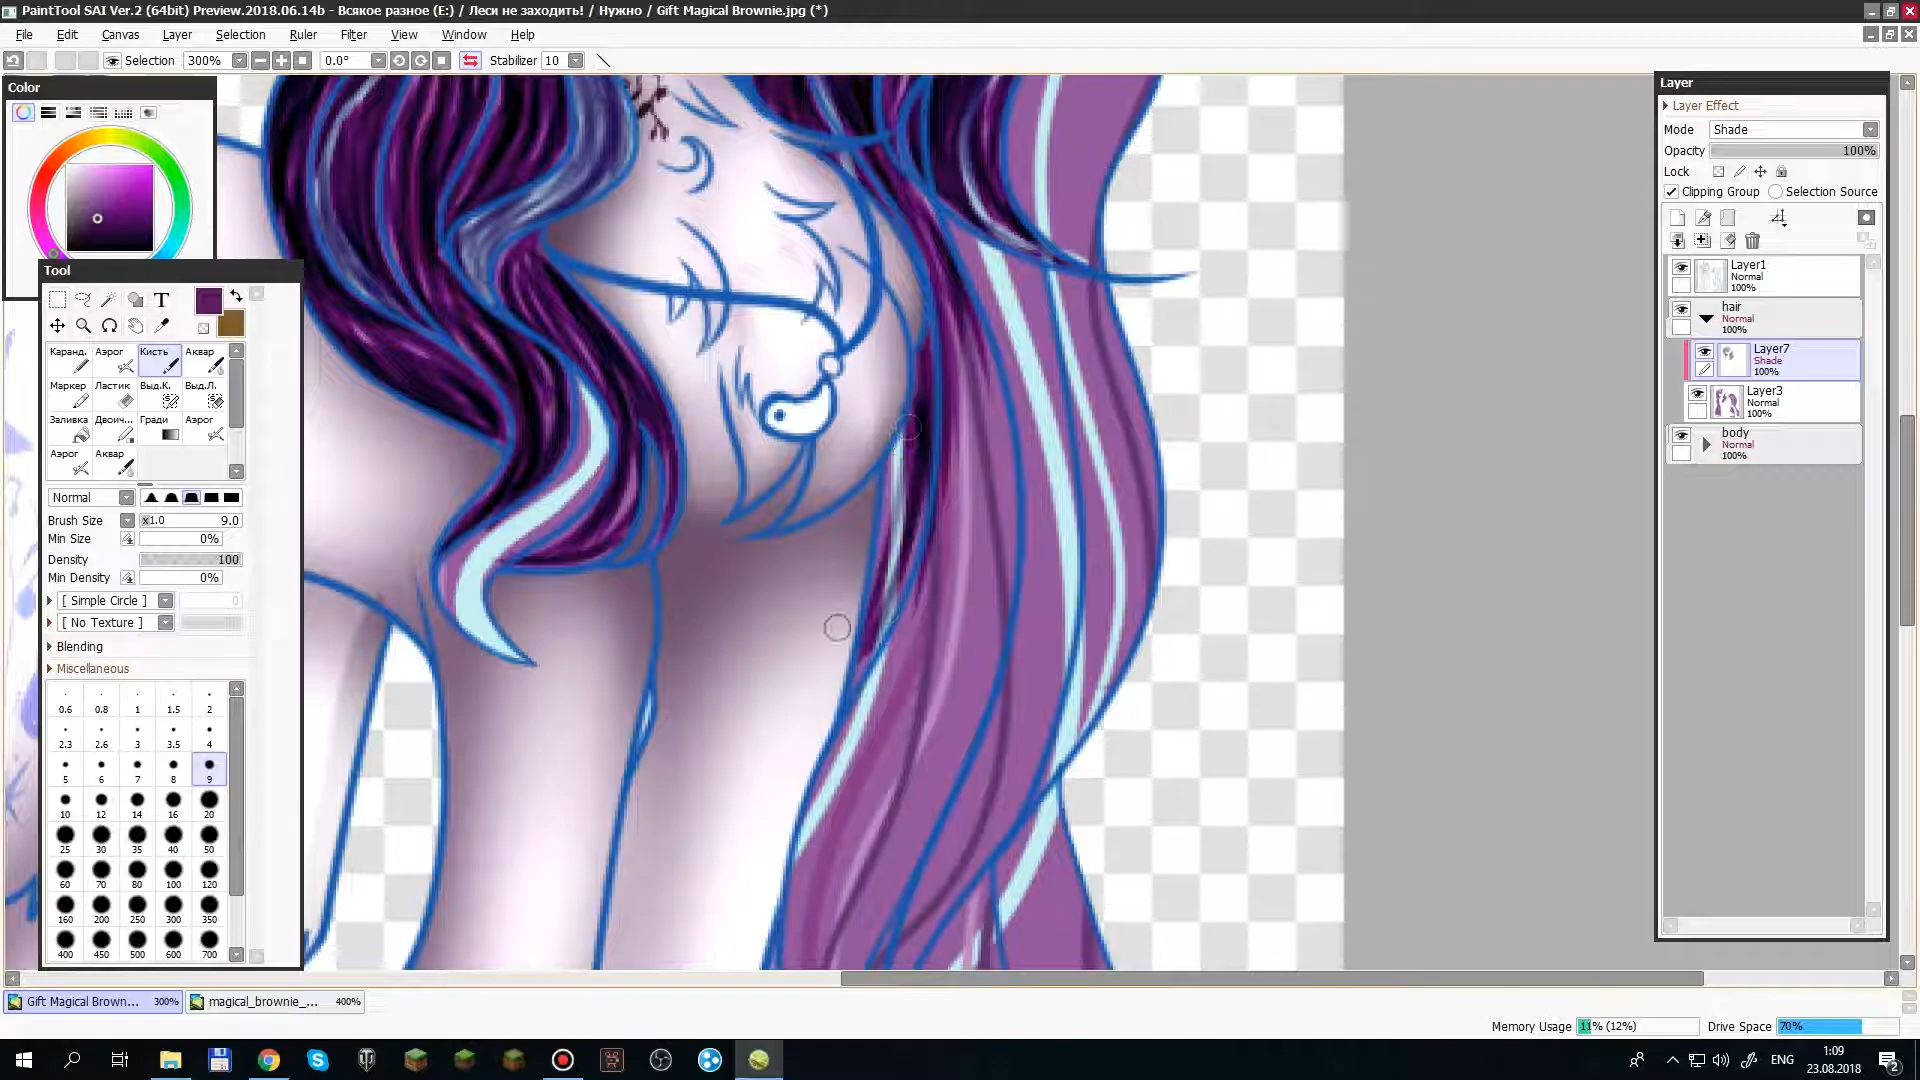 PaintTool SAI Ver.2 (64bit) Preview.2018.06.14b - Всякое разное (E:) / Леси не заходить! / Нужно / Gift Magical Brownie.jpg (*)
File Edit Canvas Layer Selection Ruler Filter View Window Help
Selection 300% 0.0° Stabilizer 10
Color
Tool
T
Каранд. Аэрог Кисть Аквар
Маркер Ластик Выд.К. Выд.Л.
Заливка Двоич... Гради Аэрог
Аэрог Аквар
Normal
Brush Size x1.0 9.0
Min Size 0%
Density 100
Min Density 0%
[ Simple Circle ] 0
[ No Texture ]
Blending
Miscellaneous
0.6 0.8 1 1.5 2
2.3 2.6 3 3.5 4
5 6 7 8 9
10 12 14 16 20
25 30 35 40 50
60 70 80 100 120
160 200 250 300 350
400 450 500 600 700
Layer
Layer Effect
Mode Shade
Opacity 100%
Lock
Clipping Group Selection Source
Layer1
Normal
100%
hair
Normal
100%
Layer7
Shade
100%
Layer3
Normal
100%
body
Normal
100%
Gift Magical Brown... 300% magical_brownie_... 400%
Memory Usage 11% (12%) Drive Space 70%
ENG
1:09
23.08.2018
2